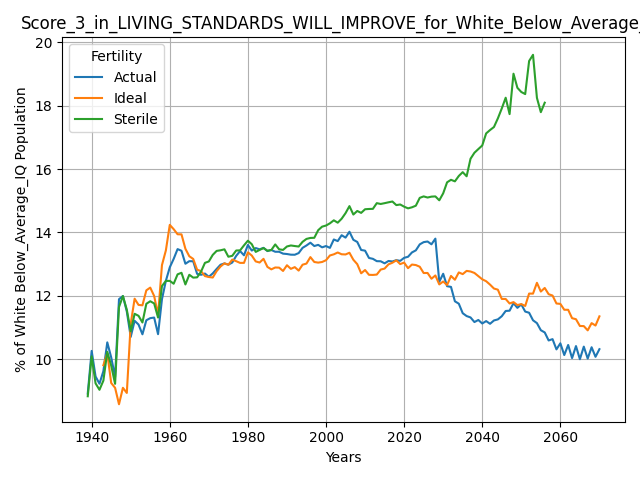 Score_3_in_LIVING_STANDARDS_WILL_IMPROVE_for_White_Below_Average_
Fertility
Actual
Ideal
Sterile
% of White Below_Average_IQ Population
20
18
16
14
12
10
1940
1960
1980
2000
2020
2040
2060
Years